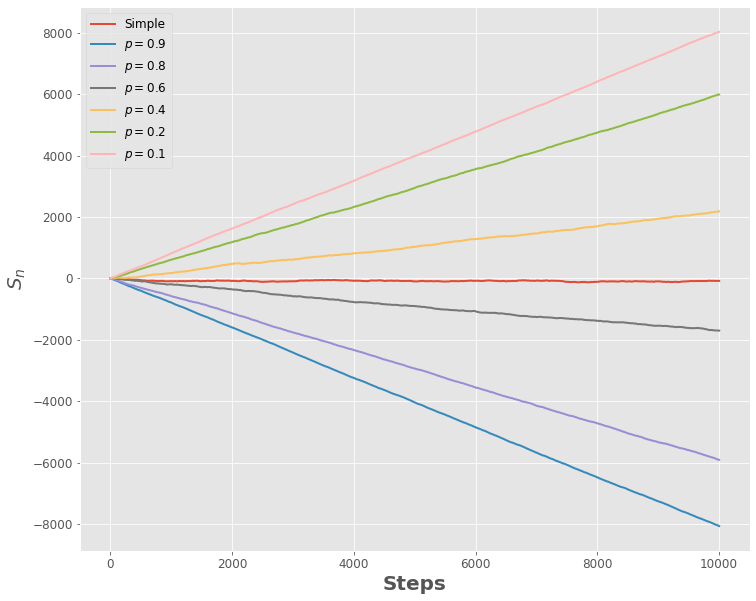 Simple
p = 0.9
p = 0.8
p = 0.6
p = 0.4
p = 0.2
p = 0.1
8000
6000
4000
2000
0
−2000
−4000
−6000
−8000
S_n
0 2000 4000 6000 8000 10000
Steps